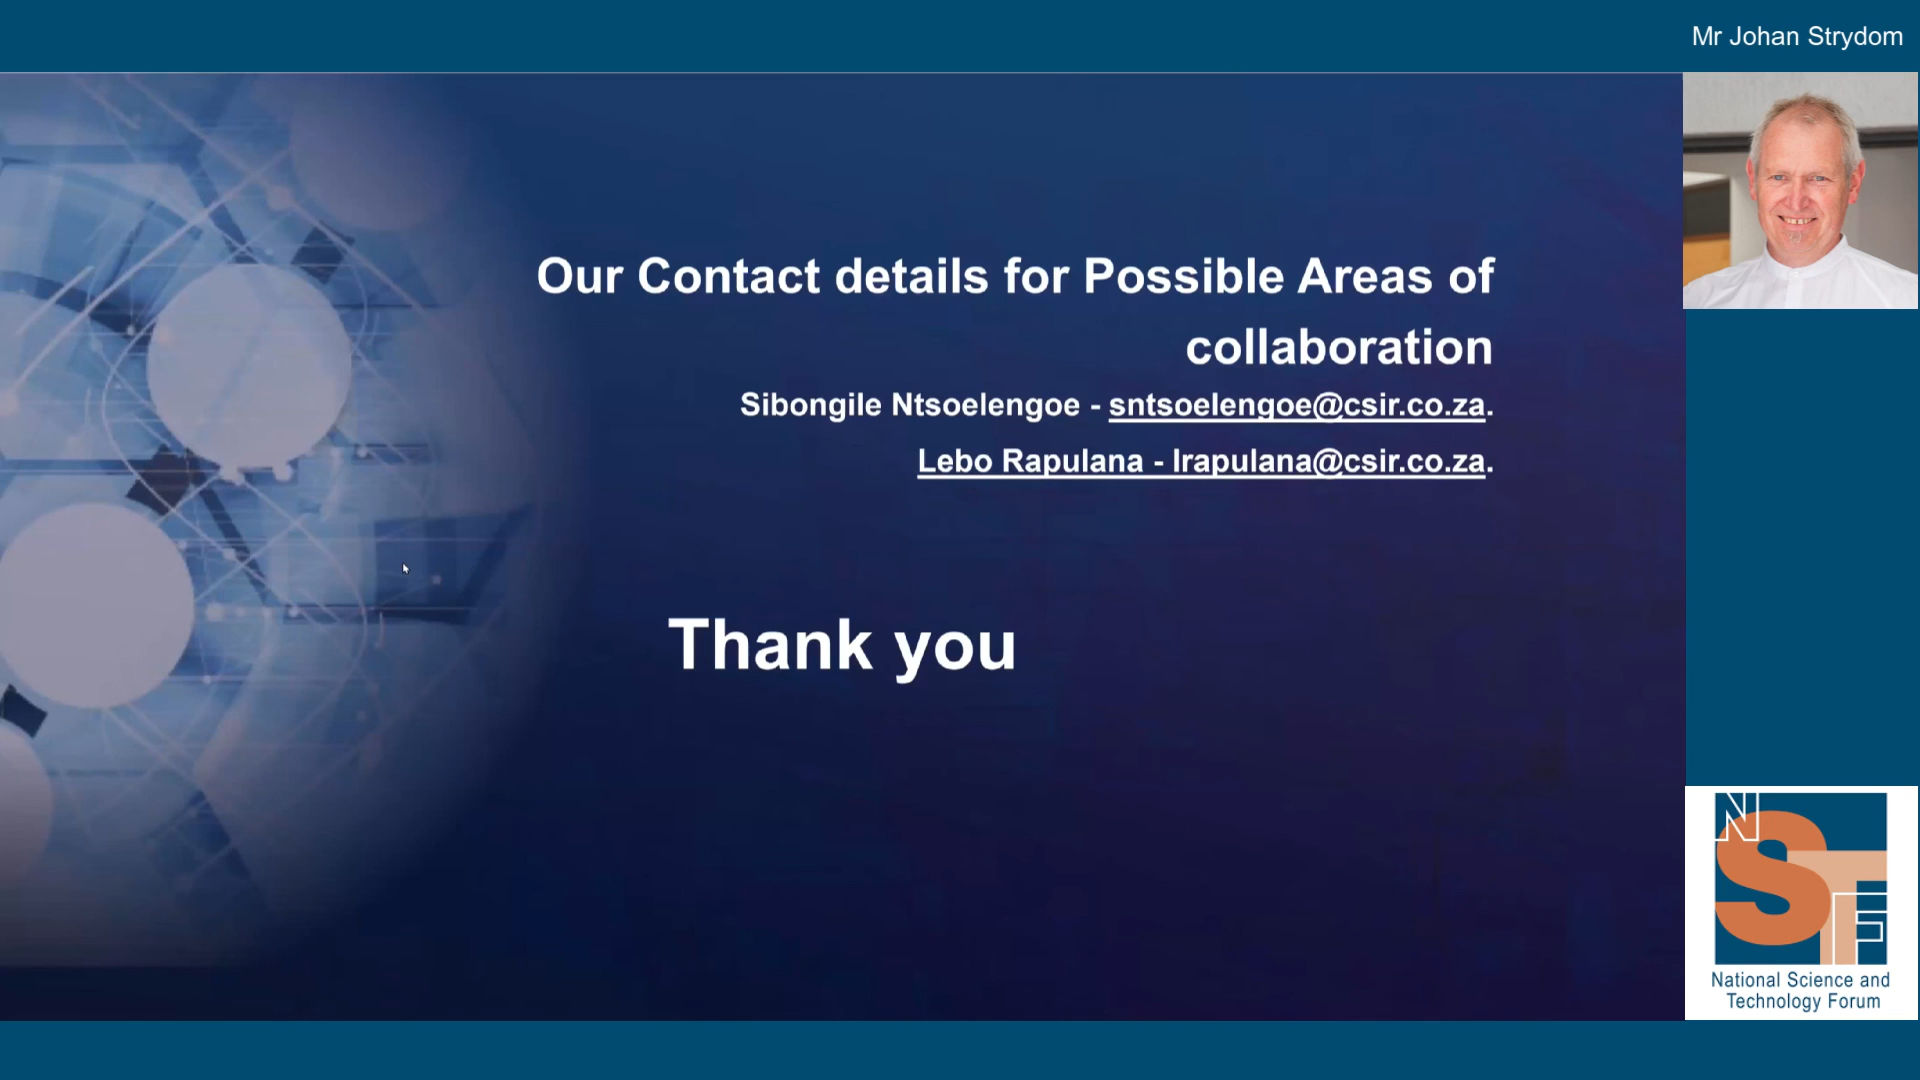 Mr Johan Strydom
Our Contact details for Possible Areas of
collaboration
Sibongile Ntsoelengoe - sntsoelengoe@csir.co.za.
Lebo Rapulana - lrapulana@csir.co.za.
Thank you
NSTF
National Science and
Technology Forum